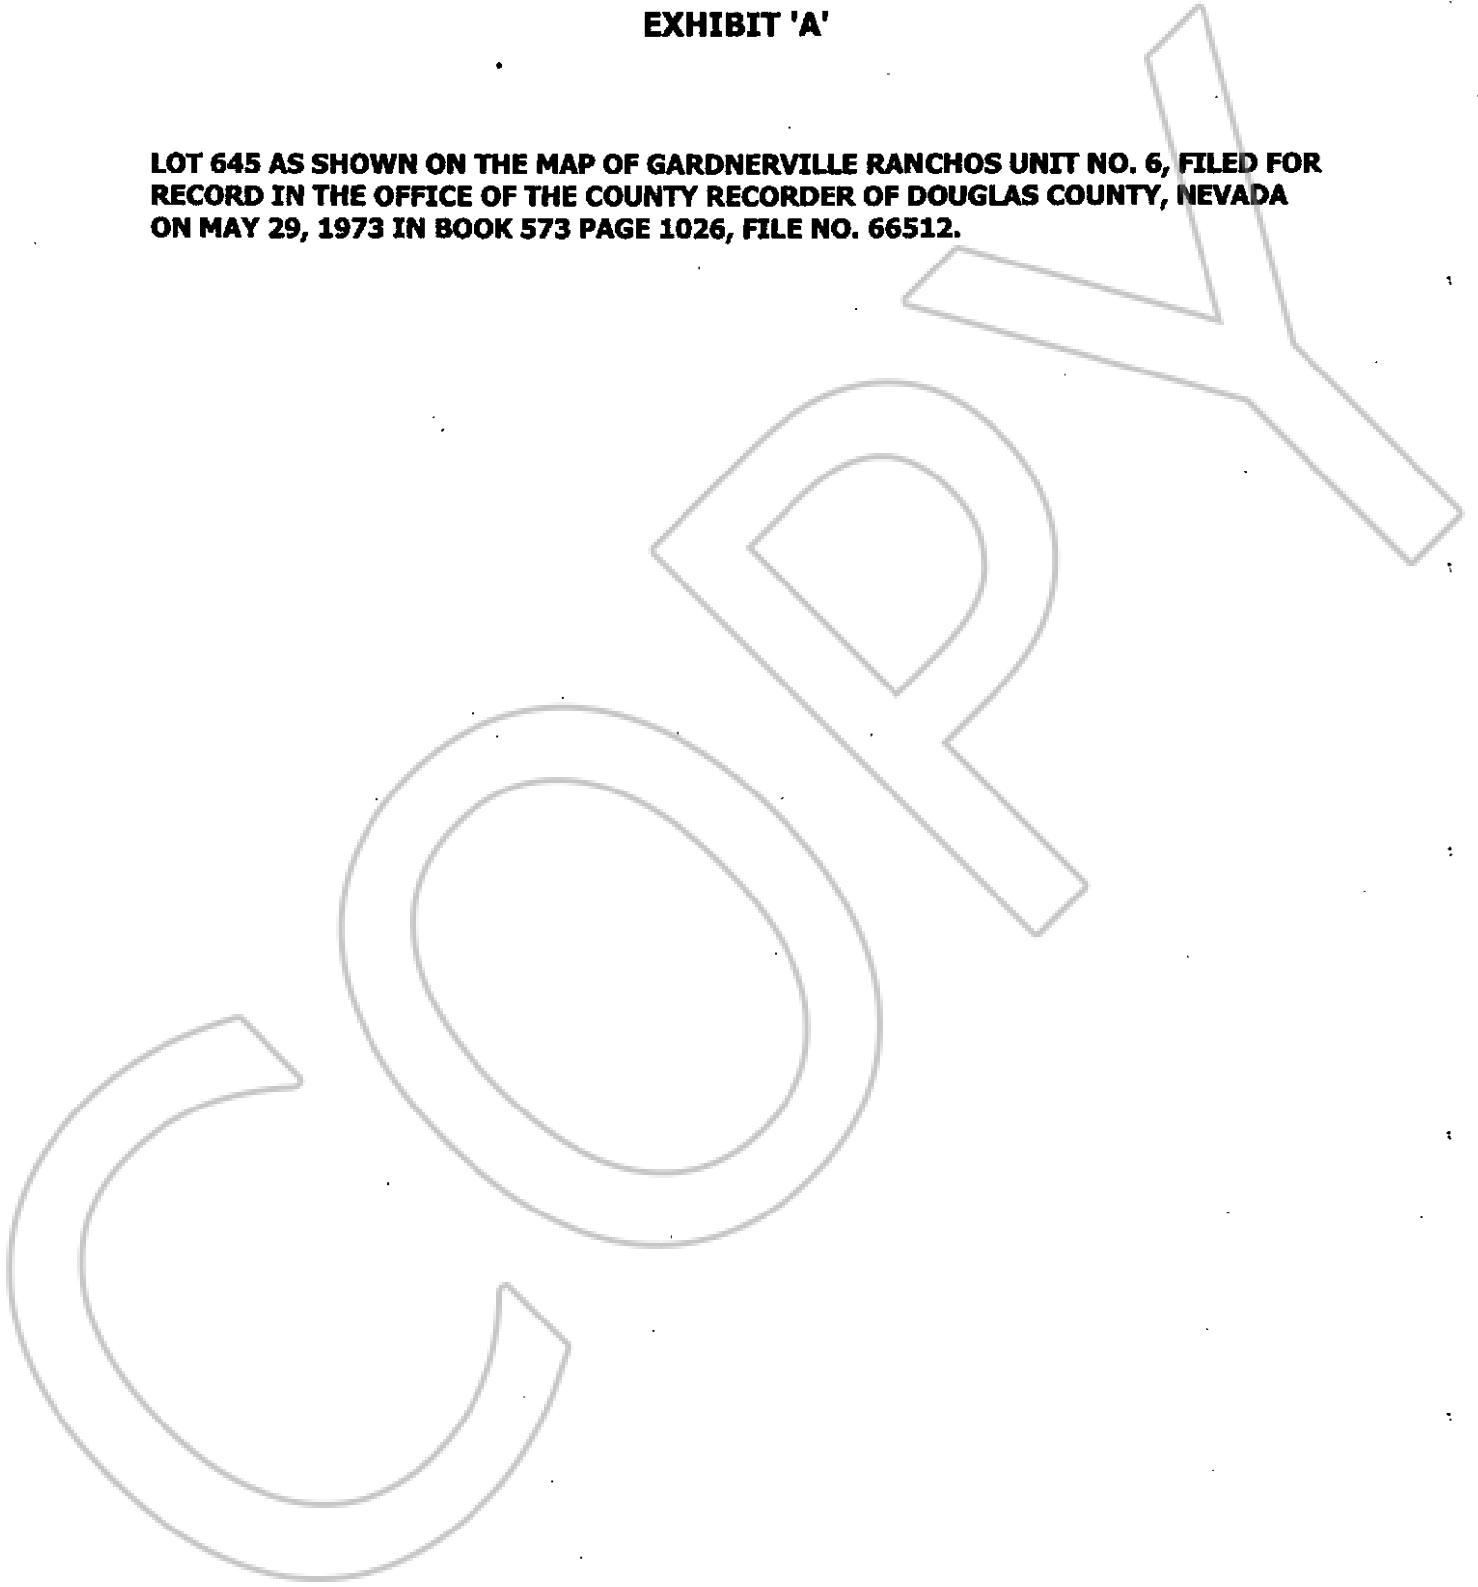 EXHIBIT 'A'
LOT 645 AS SHOWN ON THE MAP OF GARDNERVILLE RANCHOS UNIT NO. 6, FILED FOR
RECORD IN THE OFFICE OF THE COUNTY RECORDER OF DOUGLAS COUNTY, NEVADA
ON MAY 29, 1973 IN BOOK 573 PAGE 1026, FILE NO. 66512.
COPY